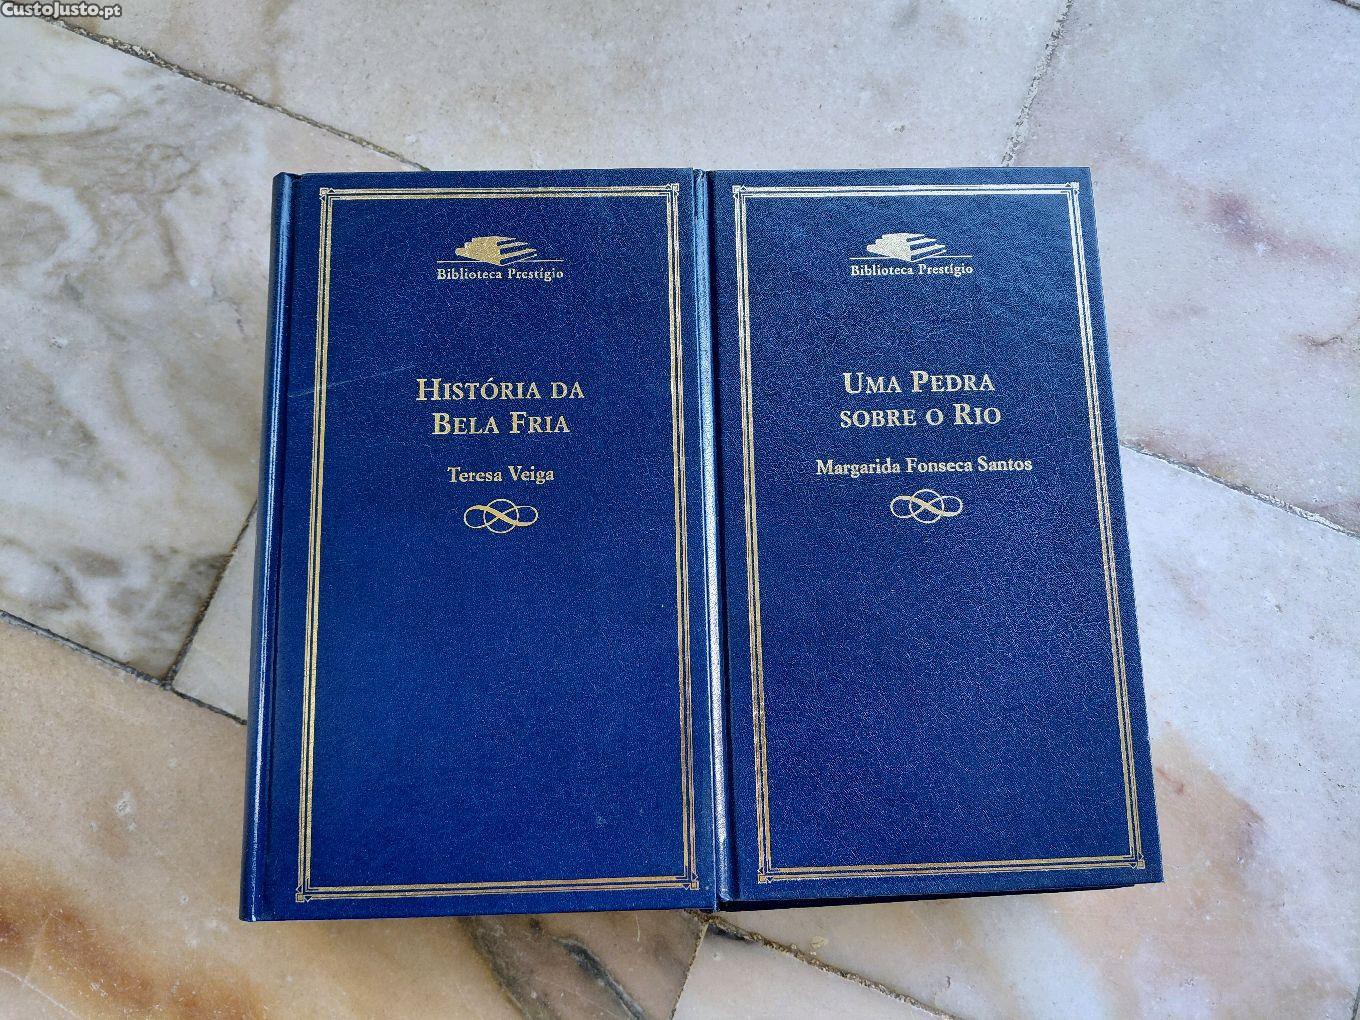 CustoJusto.pt
Biblioteca Prestígio
HISTÓRIA DA
BELA FRIA
Teresa Veiga
Biblioteca Prestígio
UMA PEDRA
SOBRE O RIO
Margarida Fonseca Santos